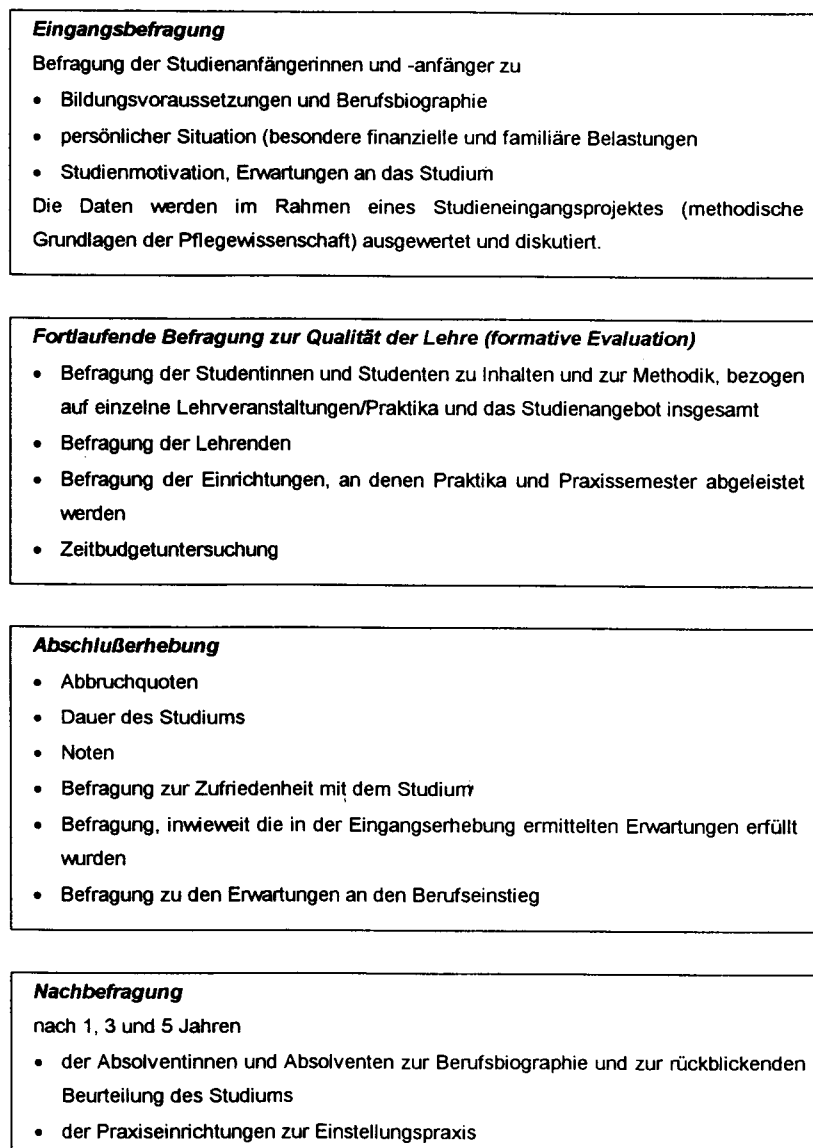 Eingangsbefragung
Befragung der Studienanfängerinnen und -anfänger zu
• Bildungsvoraussetzungen und Berufsbiographie
• persönlicher Situation (besondere finanzielle und familiäre Belastungen
• Studienmotivation, Erwartungen an das Studium
Die Daten werden im Rahmen eines Studieneingangsprojektes (methodische
Grundlagen der Pflegewissenschaft) ausgewertet und diskutiert.
Fortlaufende Befragung zur Qualität der Lehre (formative Evaluation)
• Befragung der Studentinnen und Studenten zu Inhalten und zur Methodik, bezogen
auf einzelne Lehrveranstaltungen/Praktika und das Studienangebot insgesamt
• Befragung der Lehrenden
• Befragung der Einrichtungen, an denen Praktika und Praxissemester abgeleistet
werden
• Zeitbudgetuntersuchung
Abschlußerhebung
• Abbruchquoten
• Dauer des Studiums
• Noten
• Befragung zur Zufriedenheit mit dem Studium
• Befragung, inwieweit die in der Eingangserhebung ermittelten Erwartungen erfüllt
wurden
• Befragung zu den Erwartungen an den Berufseinstieg
Nachbefragung
nach 1, 3 und 5 Jahren
• der Absolventinnen und Absolventen zur Berufsbiographie und zur rückblickenden
Beurteilung des Studiums
• der Praxiseinrichtungen zur Einstellungspraxis